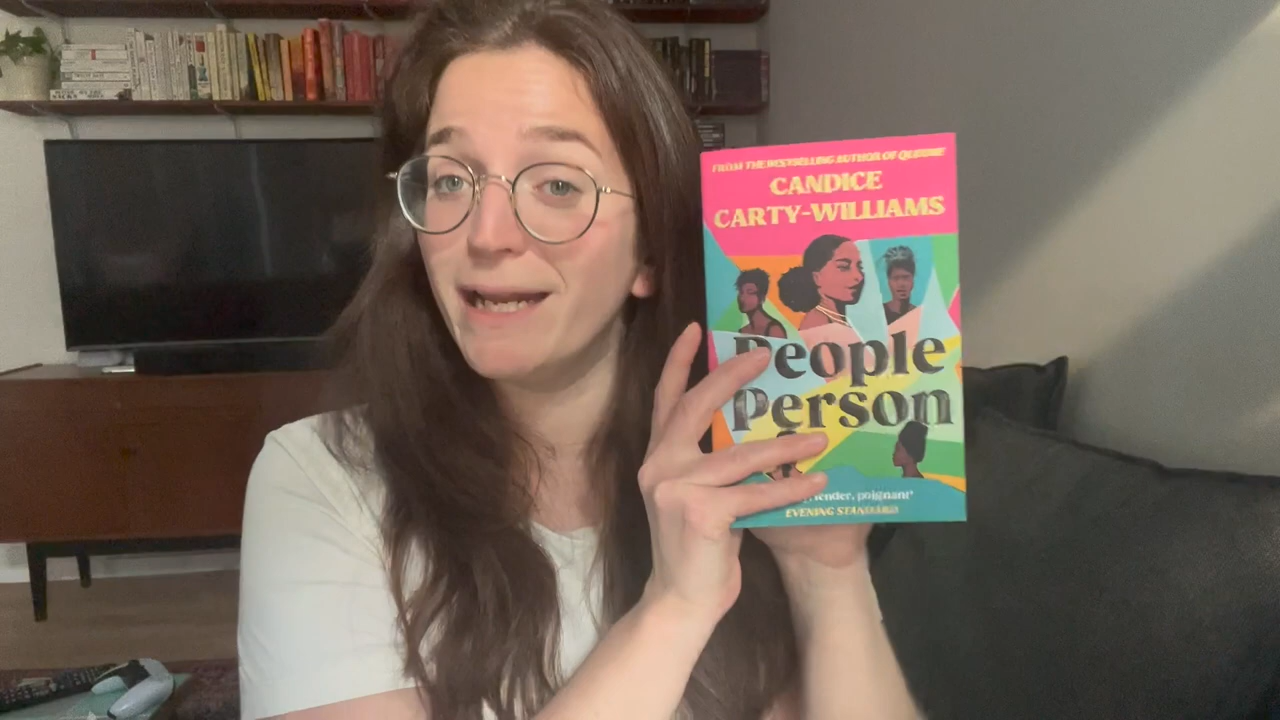 FROM THE BESTSELLING AUTHOR OF QUEENIE
CANDICE
CARTY-WILLIAMS
People
Person
tender, poignant'
EVENING STANDARD